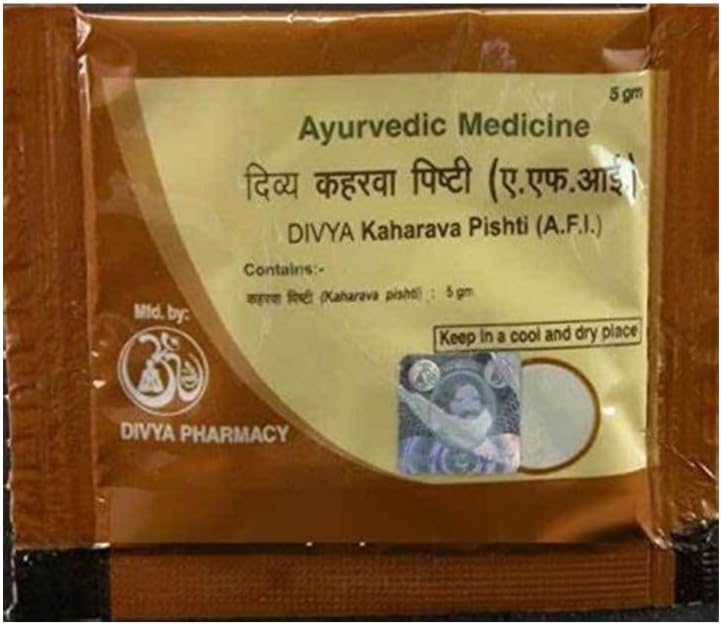 5 gm
Ayurvedic Medicine
दिव्य कहरवा पिष्टी (ए.एफ.आई)
DIVYA Kaharava Pishti (A.F.I.)
Contains:-
कहरवा पिष्टी (Kaharava pishti) : 5 gm
Keep in a cool and dry place
Mfd. by:
DIVYA PHARMACY